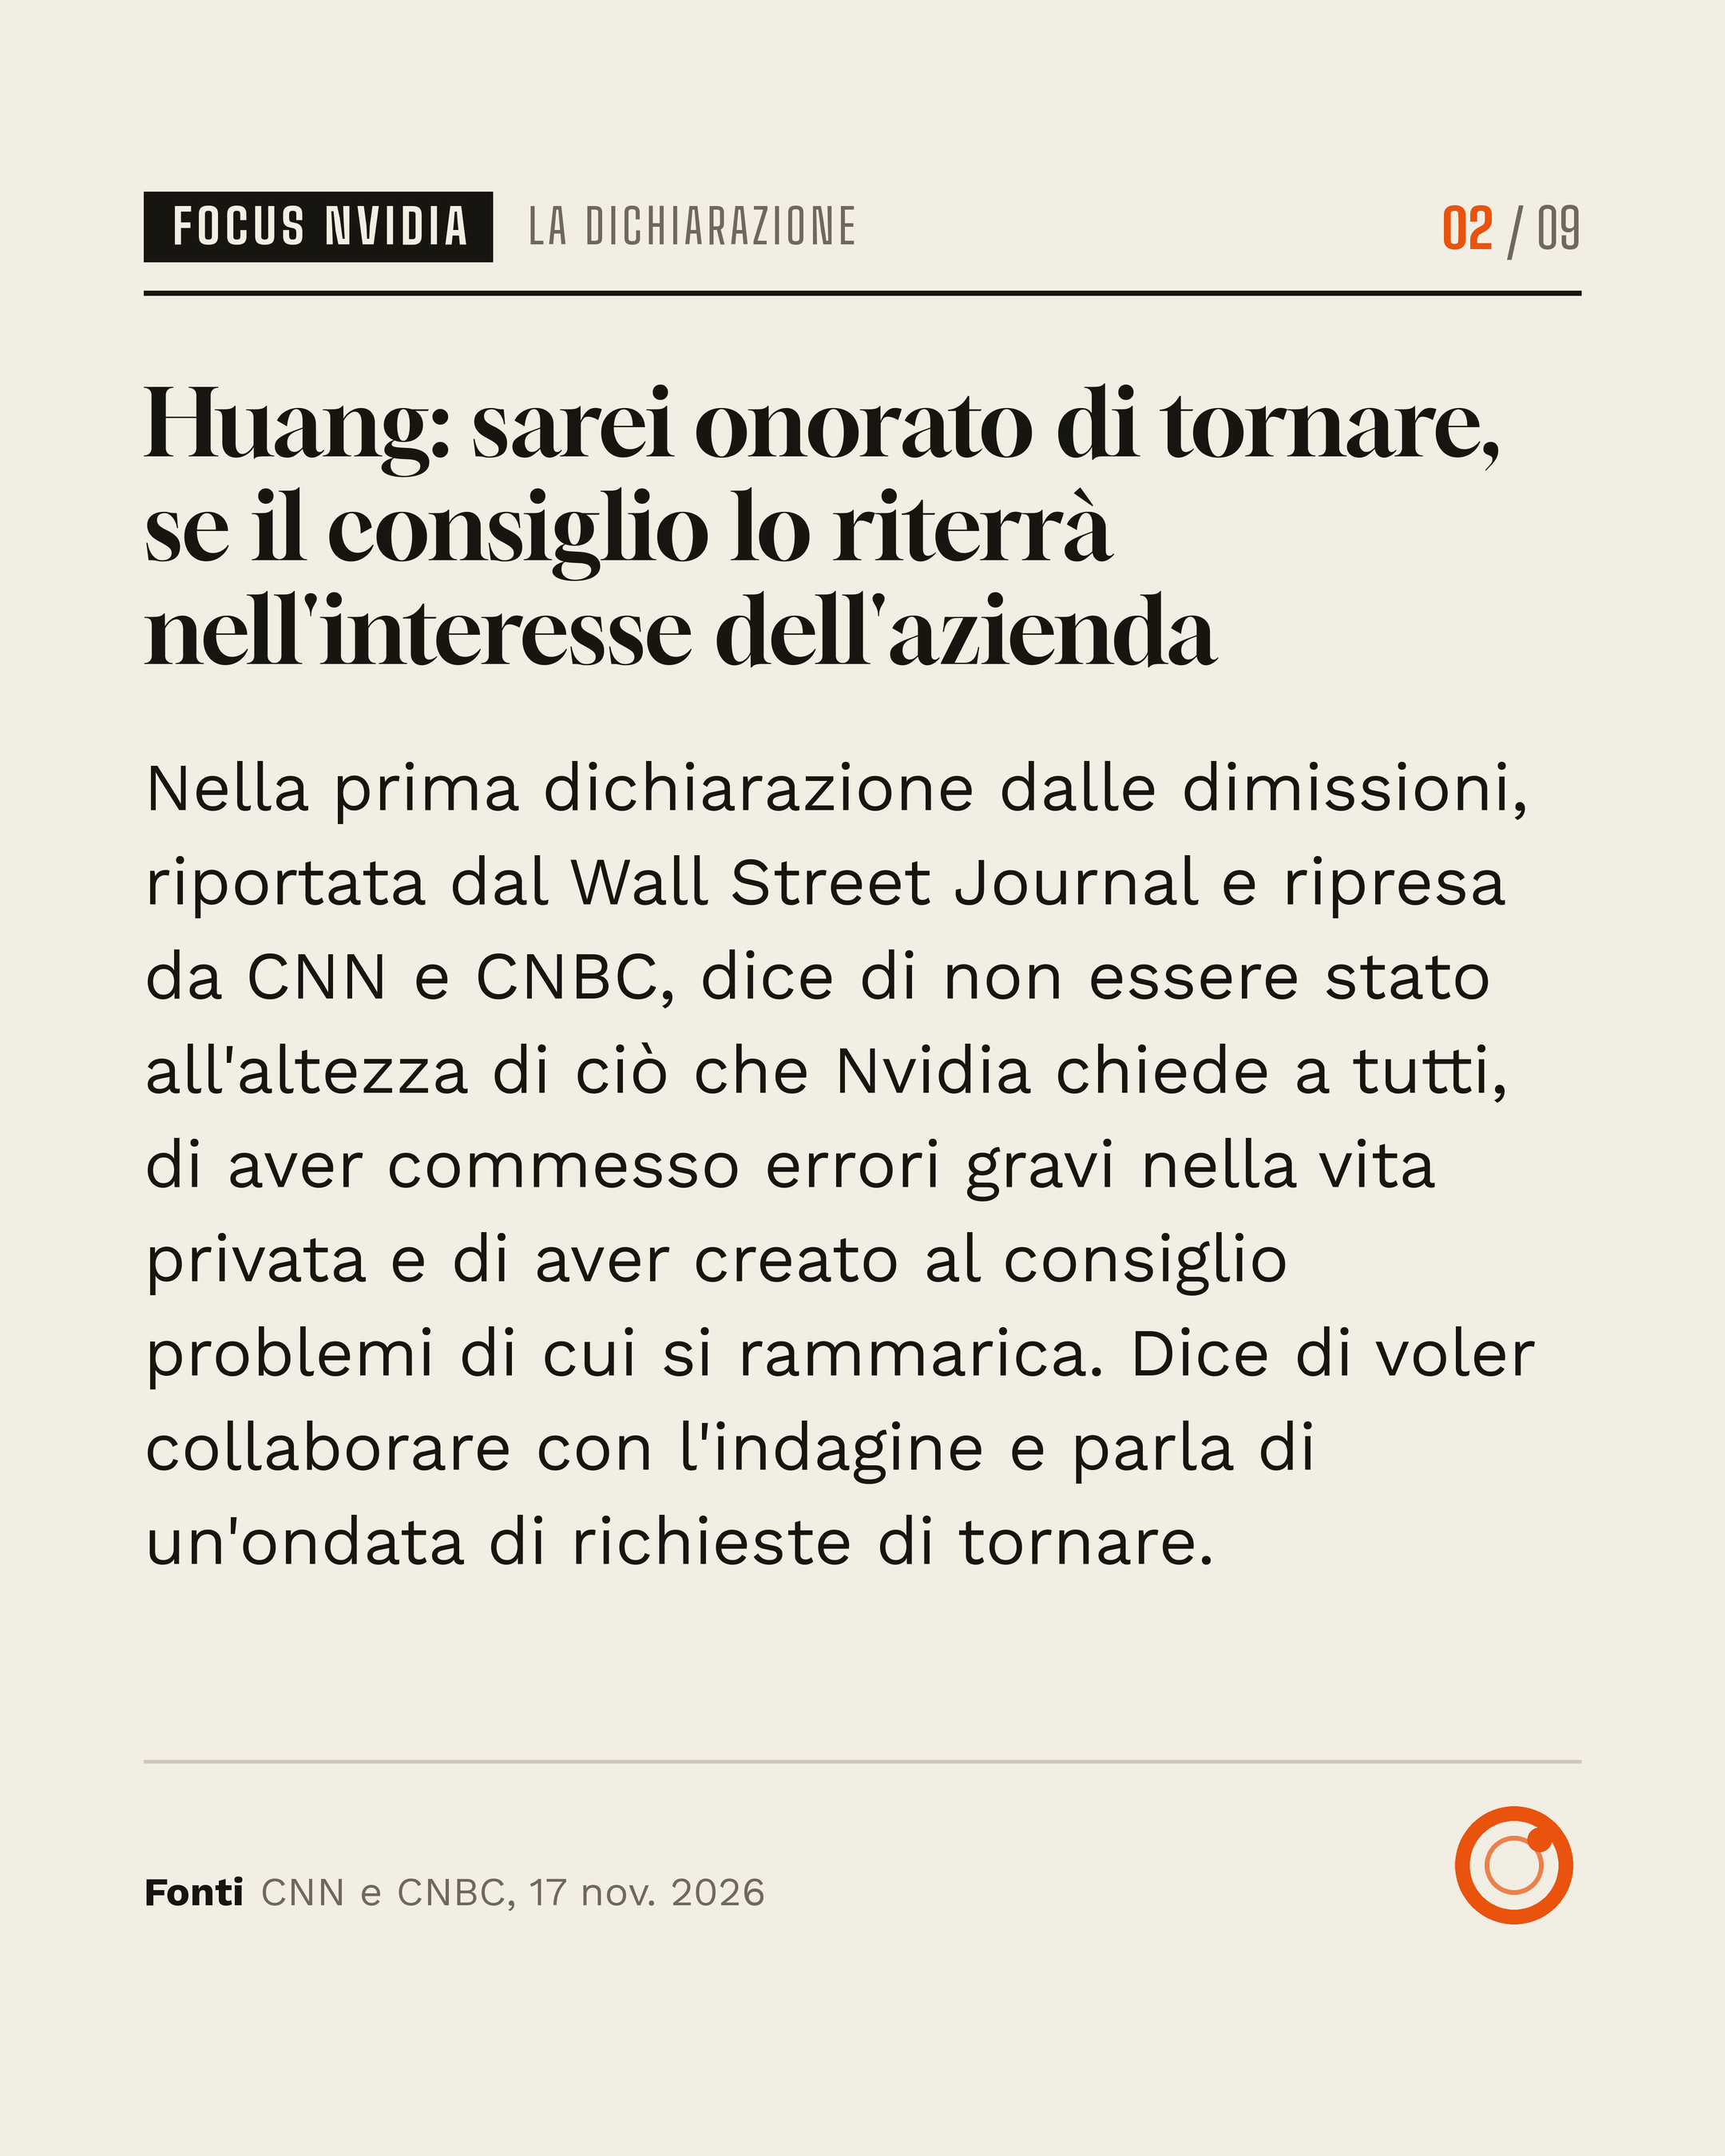 FOCUS NVIDIA LA DICHIARAZIONE 02 / 09
Huang: sarei onorato di tornare,
se il consiglio lo riterrà
nell'interesse dell'azienda
Nella prima dichiarazione dalle dimissioni,
riportata dal Wall Street Journal e ripresa
da CNN e CNBC, dice di non essere stato
all'altezza di ciò che Nvidia chiede a tutti,
di aver commesso errori gravi nella vita
privata e di aver creato al consiglio
problemi di cui si rammarica. Dice di voler
collaborare con l'indagine e parla di
un'ondata di richieste di tornare.
Fonti CNN e CNBC, 17 nov. 2026